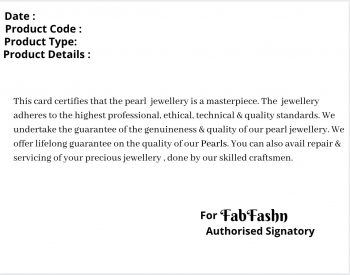 Date :
Product Code :
Product Type:
Product Details :
This card certifies that the pearl jewellery is a masterpiece. The jewellery
adheres to the highest professional, ethical, technical & quality standards. We
undertake the guarantee of the genuineness & quality of our pearl jewellery. We
offer lifelong guarantee on the quality of our Pearls. You can also avail repair &
servicing of your precious jewellery , done by our skilled craftsmen.
For FabFashn
Authorised Signatory